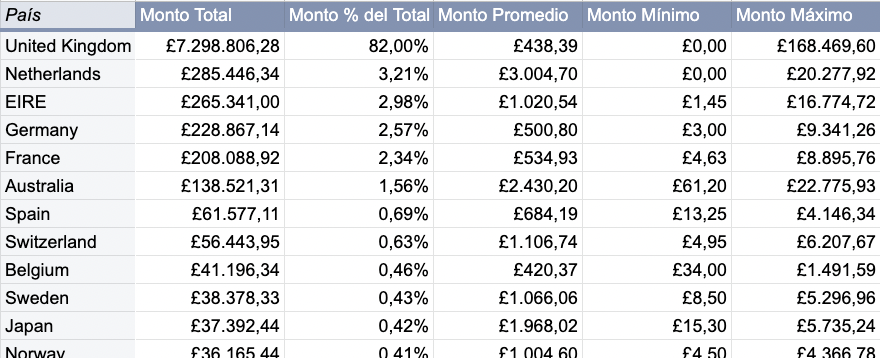 País Monto Total Monto % del Total Monto Promedio Monto Mínimo Monto Máximo
United Kingdom £7.298.806,28 82,00% £438,39 £0,00 £168.469,60
Netherlands £285.446,34 3,21% £3.004,70 £0,00 £20.277,92
EIRE £265.341,00 2,98% £1.020,54 £1,45 £16.774,72
Germany £228.867,14 2,57% £500,80 £3,00 £9.341,26
France £208.088,92 2,34% £534,93 £4,63 £8.895,76
Australia £138.521,31 1,56% £2.430,20 £61,20 £22.775,93
Spain £61.577,11 0,69% £684,19 £13,25 £4.146,34
Switzerland £56.443,95 0,63% £1.106,74 £4,95 £6.207,67
Belgium £41.196,34 0,46% £420,37 £34,00 £1.491,59
Sweden £38.378,33 0,43% £1.066,06 £8,50 £5.296,96
Japan £37.392,44 0,42% £1.968,02 £15,30 £5.735,24
Norway £36.165,44 0,41% £1.004,60 £4,50 £4.366,78